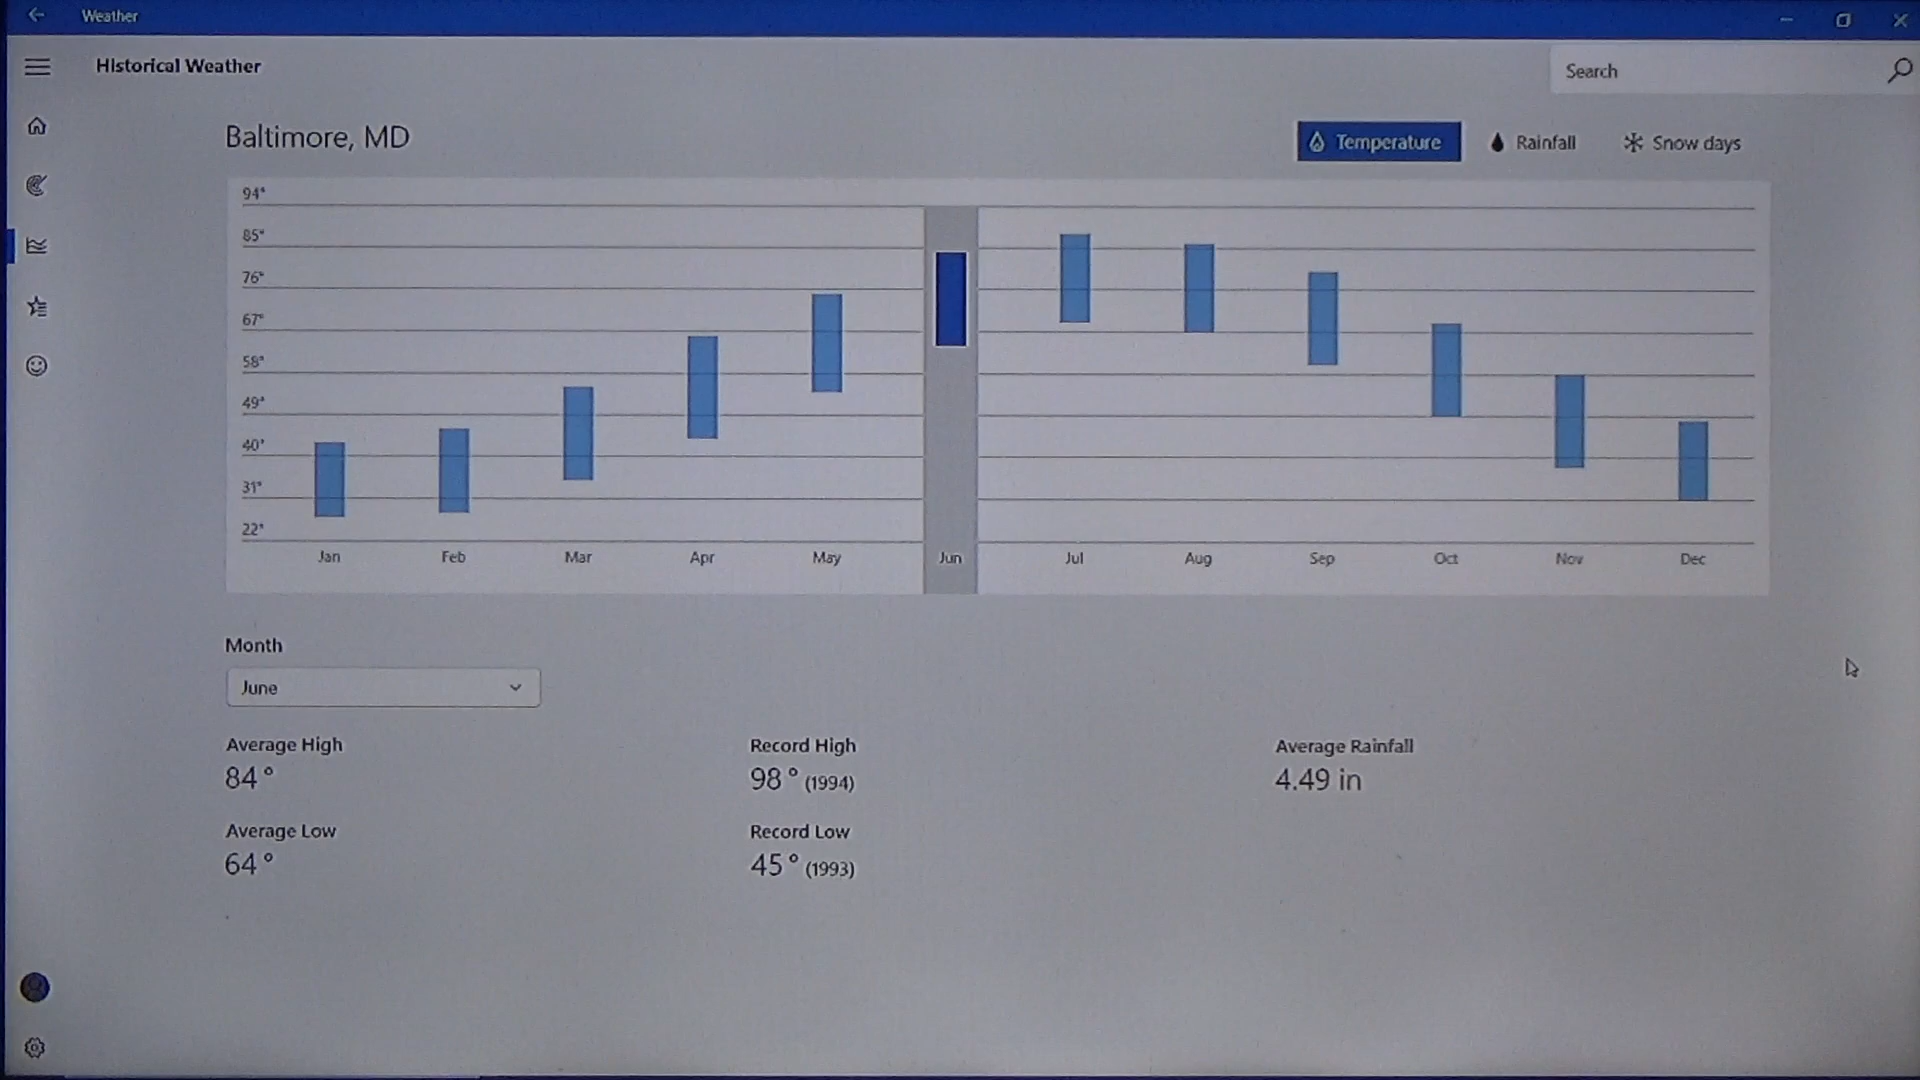 Weather
Historical Weather
Search
Baltimore, MD
Temperature
Rainfall
Snow days
94°
85°
76°
67°
58°
49°
40°
31°
22°
Jan Feb Mar Apr May Jun Jul Aug Sep Oct Nov Dec
Month
June
Average High
84°
Record High
98° (1994)
Average Rainfall
4.49 in
Average Low
64°
Record Low
45° (1993)